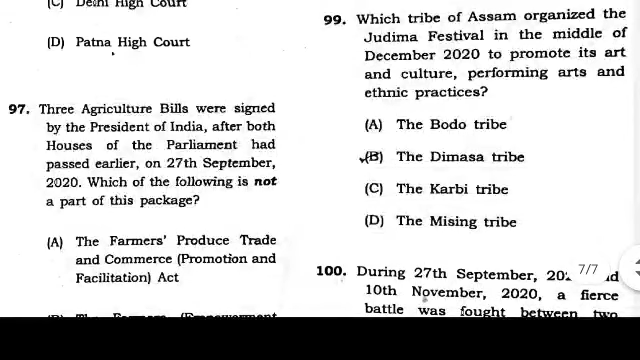 (C) Delhi High Court
(D) Patna High Court
97. Three Agriculture Bills were signed
by the President of India, after both
Houses of the Parliament had
passed earlier, on 27th September,
2020. Which of the following is not
a part of this package?
(A) The Farmers' Produce Trade
and Commerce (Promotion and
Facilitation) Act
99. Which tribe of Assam organized the
Judima Festival in the middle of
December 2020 to promote its art
and culture, performing arts and
ethnic practices?
(A) The Bodo tribe
(B) The Dimasa tribe
(C) The Karbi tribe
(D) The Mising tribe
100. During 27th September,
10th November, 2020, a fierce
battle was fought between two
7/7